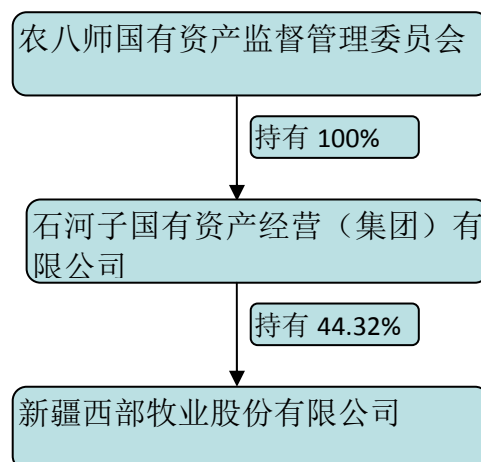 农八师国有资产监督管理委员会
持有 100%
石河子国有资产经营（集团）有
限公司
持有 44.32%
新疆西部牧业股份有限公司